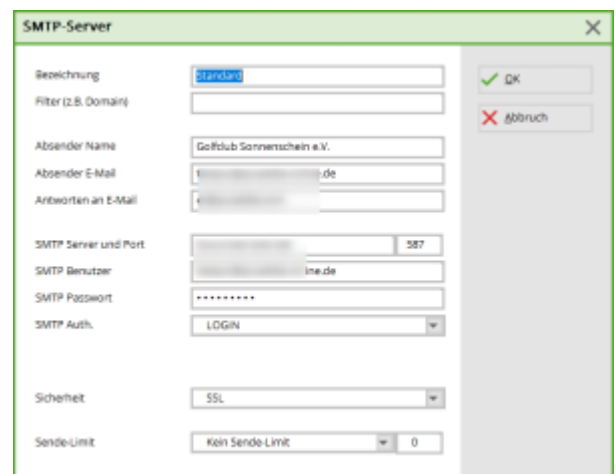 SMTP-Server
Bezeichnung Standard
OK
Filter (z.B. Domain)
Abbruch
Absender Name Golfclub Sonnenschein e.V.
Absender E-Mail .de
Antworten an E-Mail
SMTP Server und Port 587
SMTP Benutzer ine.de
SMTP Passwort •••••••••
SMTP Auth. LOGIN
Sicherheit SSL
Sende-Limit Kein Sende-Limit 0